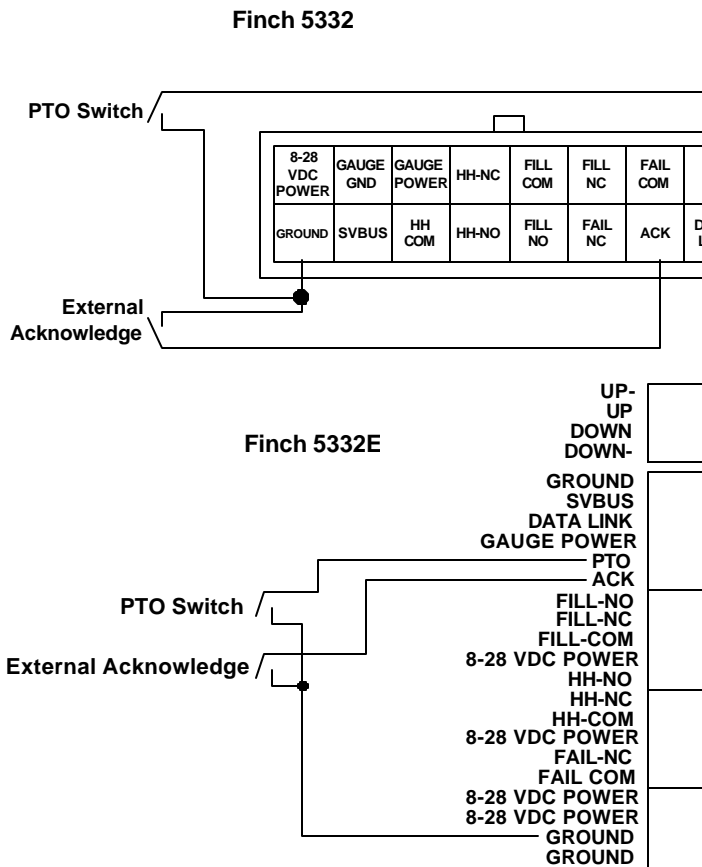 Finch 5332
PTO Switch
8-28 VDC POWER
GAUGE GND
GAUGE POWER
HH-NC
FILL COM
FILL NC
FAIL COM
GROUND
SVBUS
HH COM
HH-NO
FILL NO
FAIL NC
ACK
External
Acknowledge
UP-
UP
DOWN
DOWN-
Finch 5332E
GROUND
SVBUS
DATA LINK
GAUGE POWER
PTO
ACK
PTO Switch
FILL-NO
FILL-NC
FILL-COM
External Acknowledge
8-28 VDC POWER
HH-NO
HH-NC
HH-COM
8-28 VDC POWER
FAIL-NC
FAIL COM
8-28 VDC POWER
8-28 VDC POWER
GROUND
GROUND